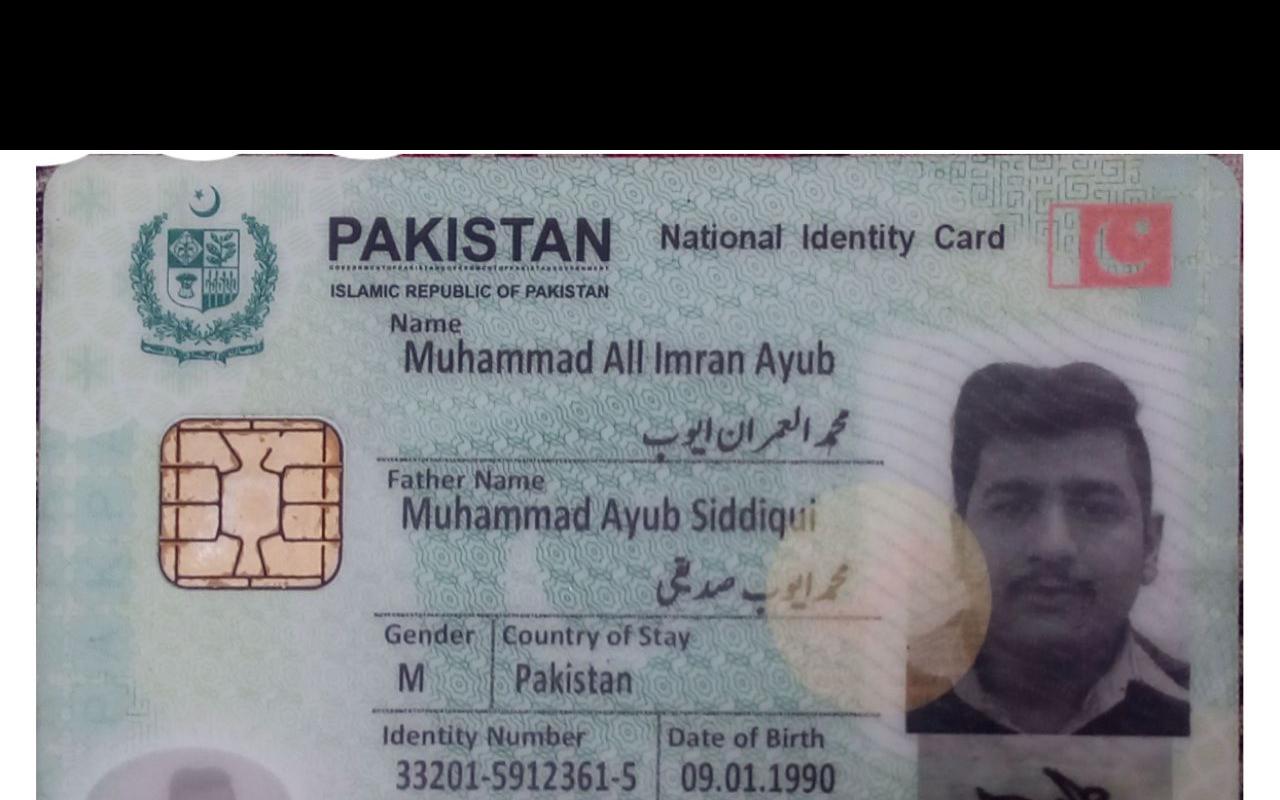 PAKISTAN National Identity Card
ISLAMIC REPUBLIC OF PAKISTAN
Name
Muhammad All Imran Ayub
محمد العمران ایوب
Father Name
Muhammad Ayub Siddiqui
محمد ایوب صدیقی
Gender Country of Stay
M Pakistan
Identity Number Date of Birth
33201-5912361-5 09.01.1990